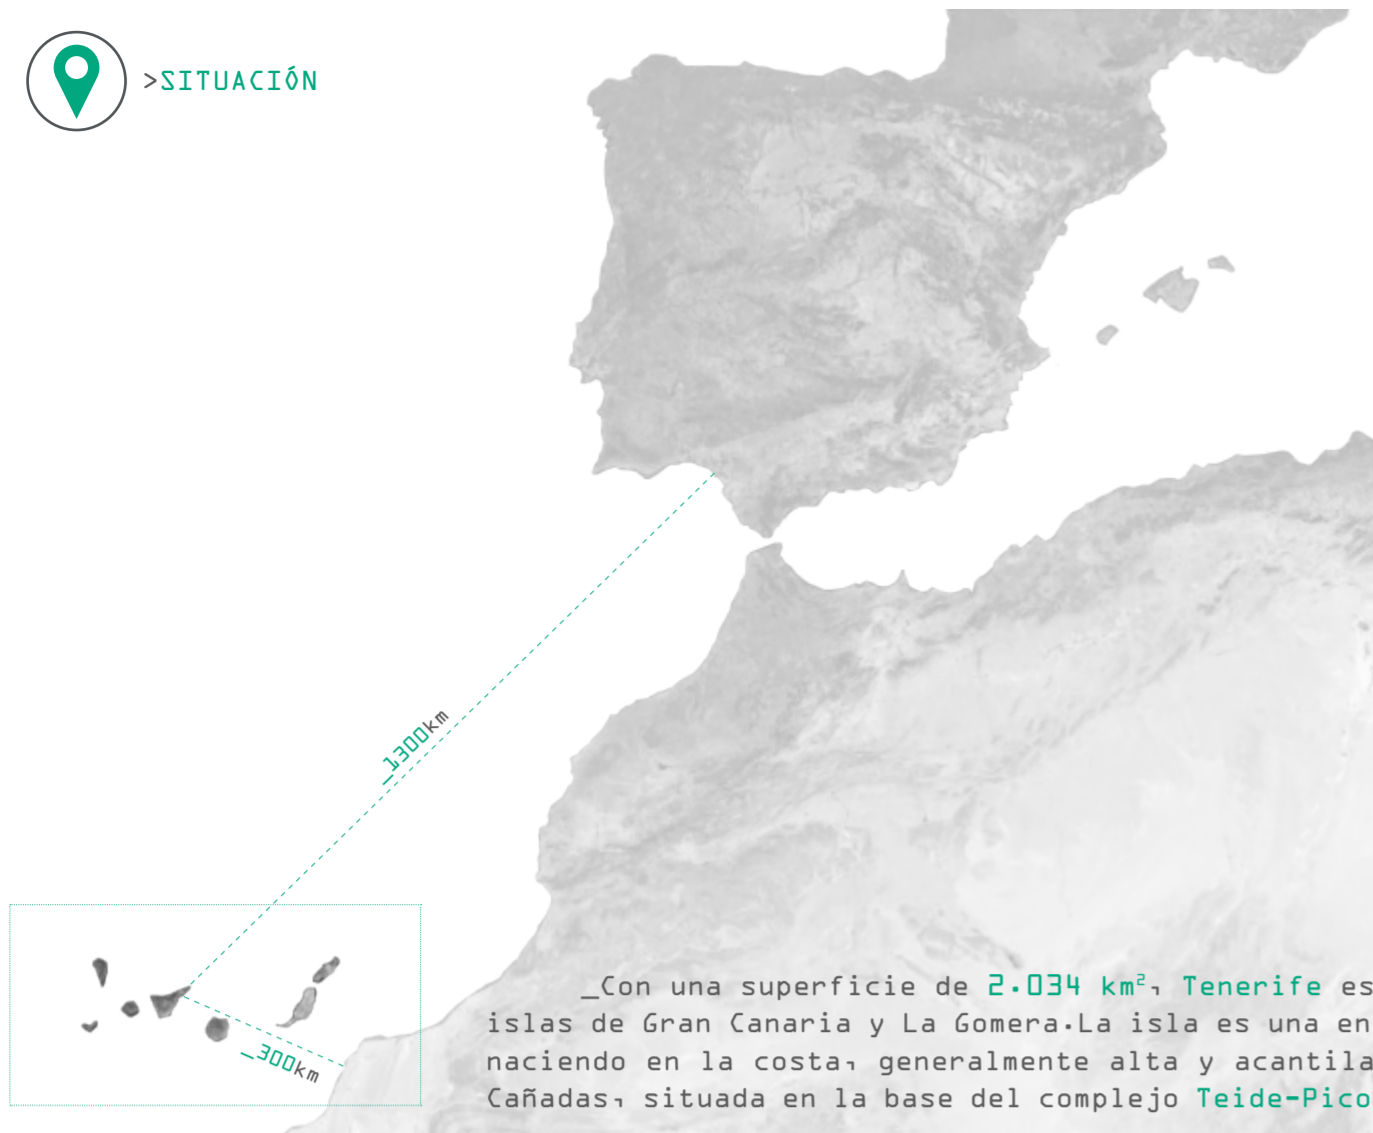 >SITUACIÓN
_1300km
_300km
_Con una superficie de 2.034 km², Tenerife es
islas de Gran Canaria y La Gomera.La isla es una en
naciendo en la costa, generalmente alta y acantila
Cañadas, situada en la base del complejo Teide-Pico